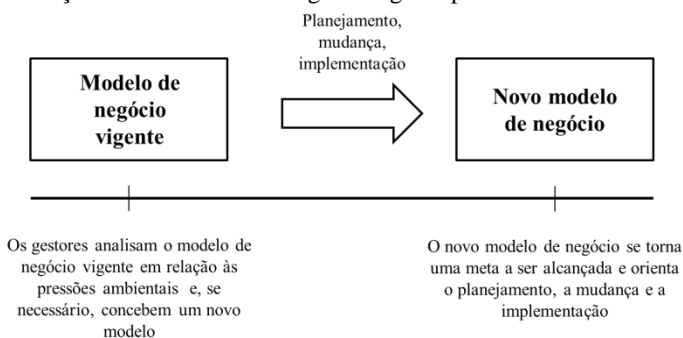 Planejamento,
mudança,
implementação
Modelo de
negócio
vigente
Novo modelo
de negócio
Os gestores analisam o modelo de
negócio vigente em relação às
pressões ambientais e, se
necessário, concebem um novo
modelo
O novo modelo de negócio se torna
uma meta a ser alcançada e orienta
o planejamento, a mudança e a
implementação